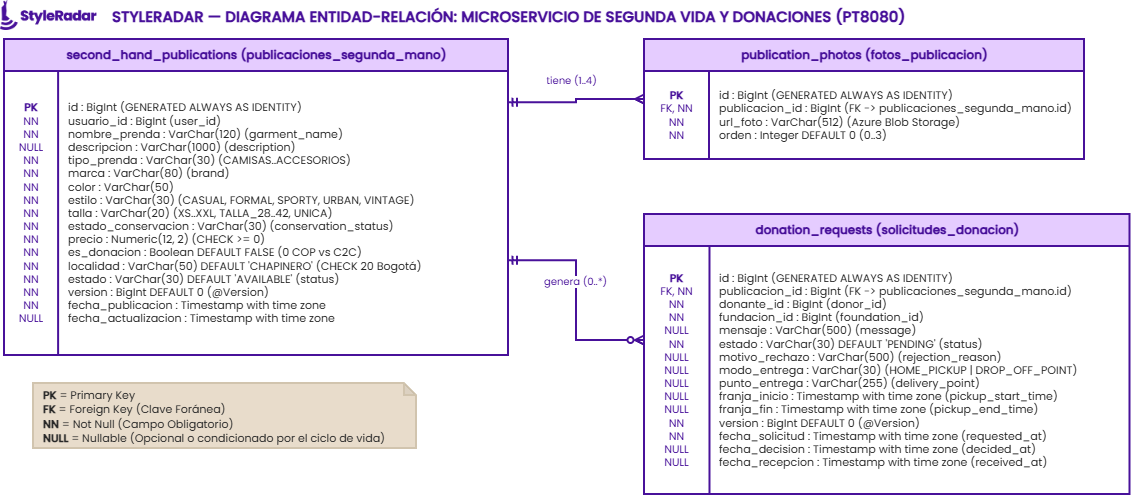 StyleRadar
STYLERADAR — DIAGRAMA ENTIDAD-RELACIÓN: MICROSERVICIO DE SEGUNDA VIDA Y DONACIONES (PT8080)
second_hand_publications (publicaciones_segunda_mano)
PK id : BigInt (GENERATED ALWAYS AS IDENTITY)
NN usuario_id : BigInt (user_id)
NN nombre_prenda : VarChar(120) (garment_name)
NULL descripcion : VarChar(1000) (description)
NN tipo_prenda : VarChar(30) (CAMISAS..ACCESORIOS)
NN marca : VarChar(80) (brand)
NN color : VarChar(50)
NN estilo : VarChar(30) (CASUAL, FORMAL, SPORTY, URBAN, VINTAGE)
NN talla : VarChar(20) (XS..XXL, TALLA_28..42, UNICA)
NN estado_conservacion : VarChar(30) (conservation_status)
NN precio : Numeric(12, 2) (CHECK >= 0)
NN es_donacion : Boolean DEFAULT FALSE (0 COP vs C2C)
NN localidad : VarChar(50) DEFAULT 'CHAPINERO' (CHECK 20 Bogotá)
NN estado : VarChar(30) DEFAULT 'AVAILABLE' (status)
NN version : BigInt DEFAULT 0 (@Version)
NN fecha_publicacion : Timestamp with time zone
NULL fecha_actualizacion : Timestamp with time zone
tiene (1..4)
genera (0..*)
publication_photos (fotos_publicacion)
PK id : BigInt (GENERATED ALWAYS AS IDENTITY)
FK, NN publicacion_id : BigInt (FK -> publicaciones_segunda_mano.id)
NN url_foto : VarChar(512) (Azure Blob Storage)
NN orden : Integer DEFAULT 0 (0..3)
donation_requests (solicitudes_donacion)
PK id : BigInt (GENERATED ALWAYS AS IDENTITY)
FK, NN publicacion_id : BigInt (FK -> publicaciones_segunda_mano.id)
NN donante_id : BigInt (donor_id)
NN fundacion_id : BigInt (foundation_id)
NULL mensaje : VarChar(500) (message)
NN estado : VarChar(30) DEFAULT 'PENDING' (status)
NULL motivo_rechazo : VarChar(500) (rejection_reason)
NULL modo_entrega : VarChar(30) (HOME_PICKUP | DROP_OFF_POINT)
NULL punto_entrega : VarChar(255) (delivery_point)
NULL franja_inicio : Timestamp with time zone (pickup_start_time)
NULL franja_fin : Timestamp with time zone (pickup_end_time)
NN version : BigInt DEFAULT 0 (@Version)
NN fecha_solicitud : Timestamp with time zone (requested_at)
NULL fecha_decision : Timestamp with time zone (decided_at)
NULL fecha_recepcion : Timestamp with time zone (received_at)
PK = Primary Key
FK = Foreign Key (Clave Foránea)
NN = Not Null (Campo Obligatorio)
NULL = Nullable (Opcional o condicionado por el ciclo de vida)